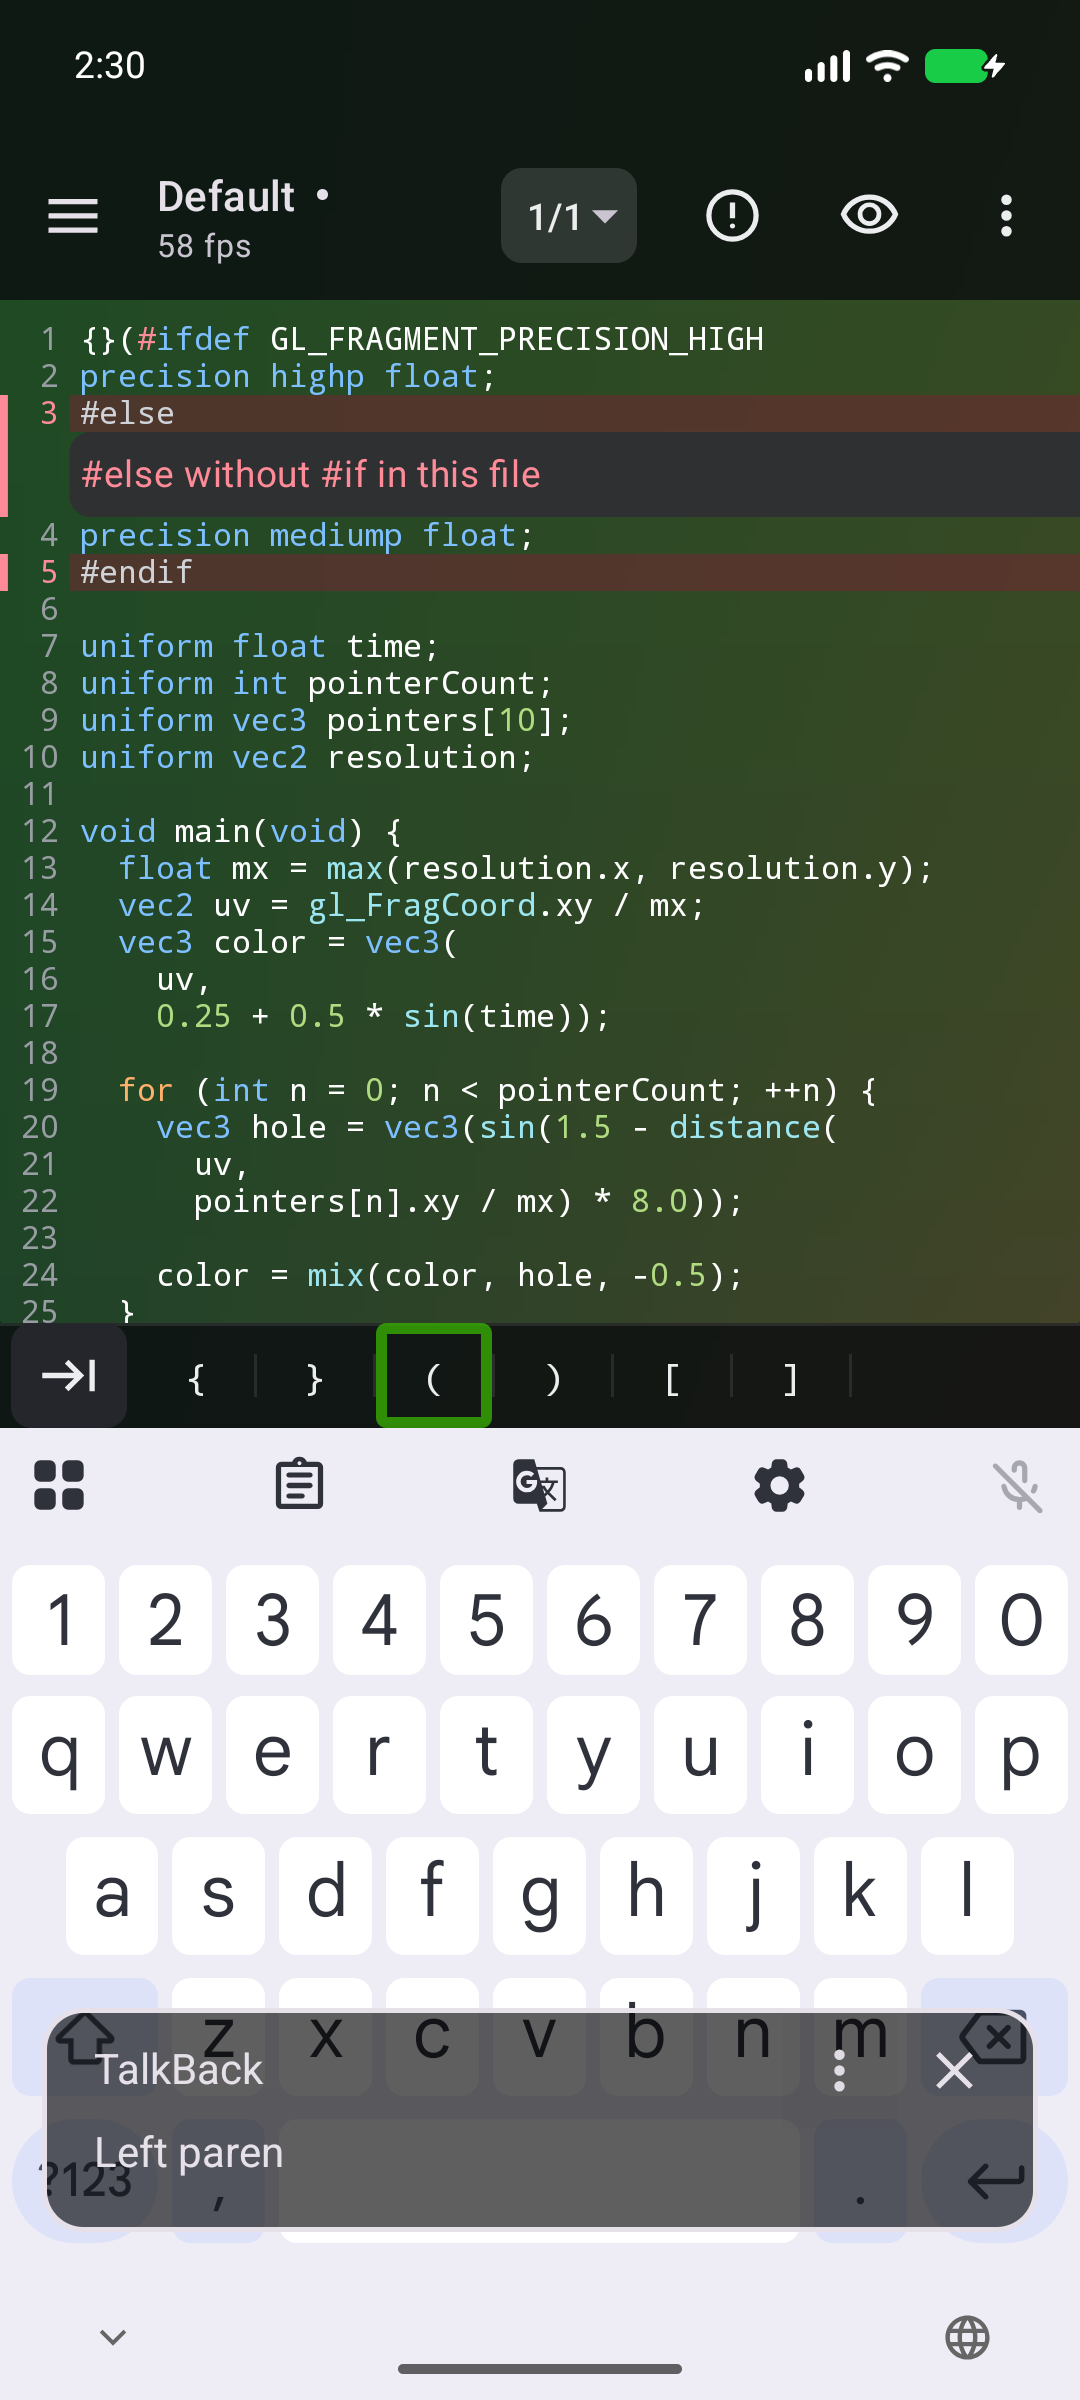 2:30
Default •
58 fps
1/1
1 {}(#ifdef GL_FRAGMENT_PRECISION_HIGH
2 precision highp float;
3 #else
#else without #if in this file
4 precision mediump float;
5 #endif
6
7 uniform float time;
8 uniform int pointerCount;
9 uniform vec3 pointers[10];
10 uniform vec2 resolution;
11
12 void main(void) {
13 float mx = max(resolution.x, resolution.y);
14 vec2 uv = gl_FragCoord.xy / mx;
15 vec3 color = vec3(
16 uv,
17 0.25 + 0.5 * sin(time));
18
19 for (int n = 0; n < pointerCount; ++n) {
20 vec3 hole = vec3(sin(1.5 - distance(
21 uv,
22 pointers[n].xy / mx) * 8.0));
23
24 color = mix(color, hole, -0.5);
25 }
{ } ( ) [ ]
1 2 3 4 5 6 7 8 9 0
q w e r t y u i o p
a s d f g h j k l
z x c v b n m
TalkBack
Left paren
?123 , .